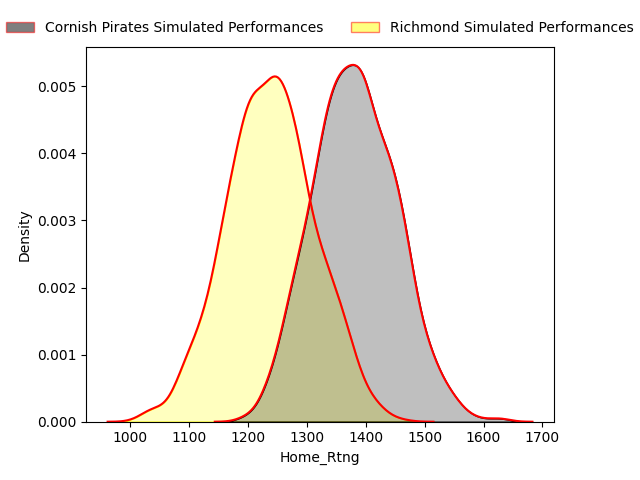 Cornish Pirates Simulated Performances
Richmond Simulated Performances
Density
0.005
0.004
0.003
0.002
0.001
0.000
1000 1100 1200 1300 1400 1500 1600 1700
Home_Rtng